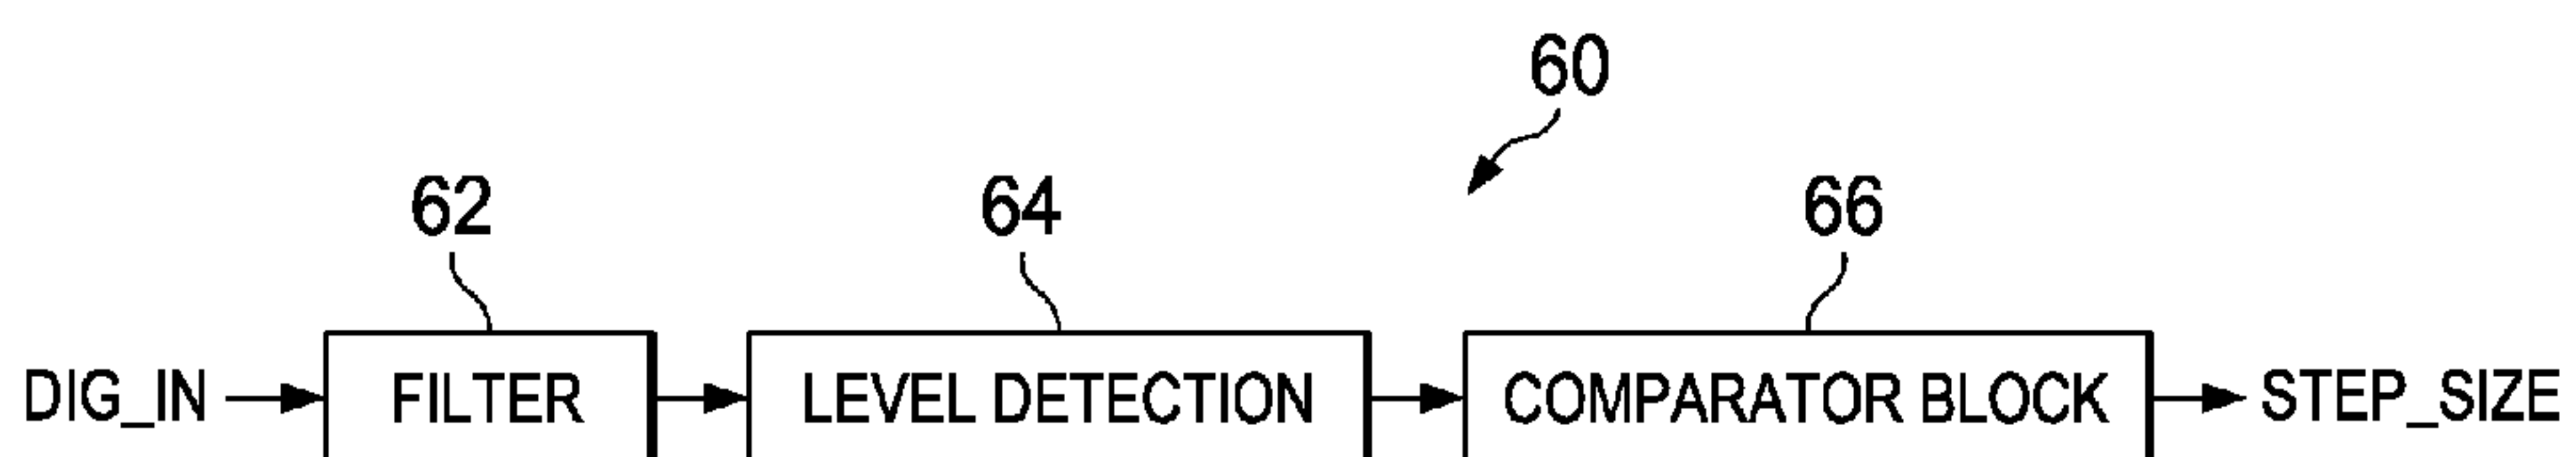 60
62 64 66
DIG_IN FILTER LEVEL DETECTION COMPARATOR BLOCK STEP_SIZE